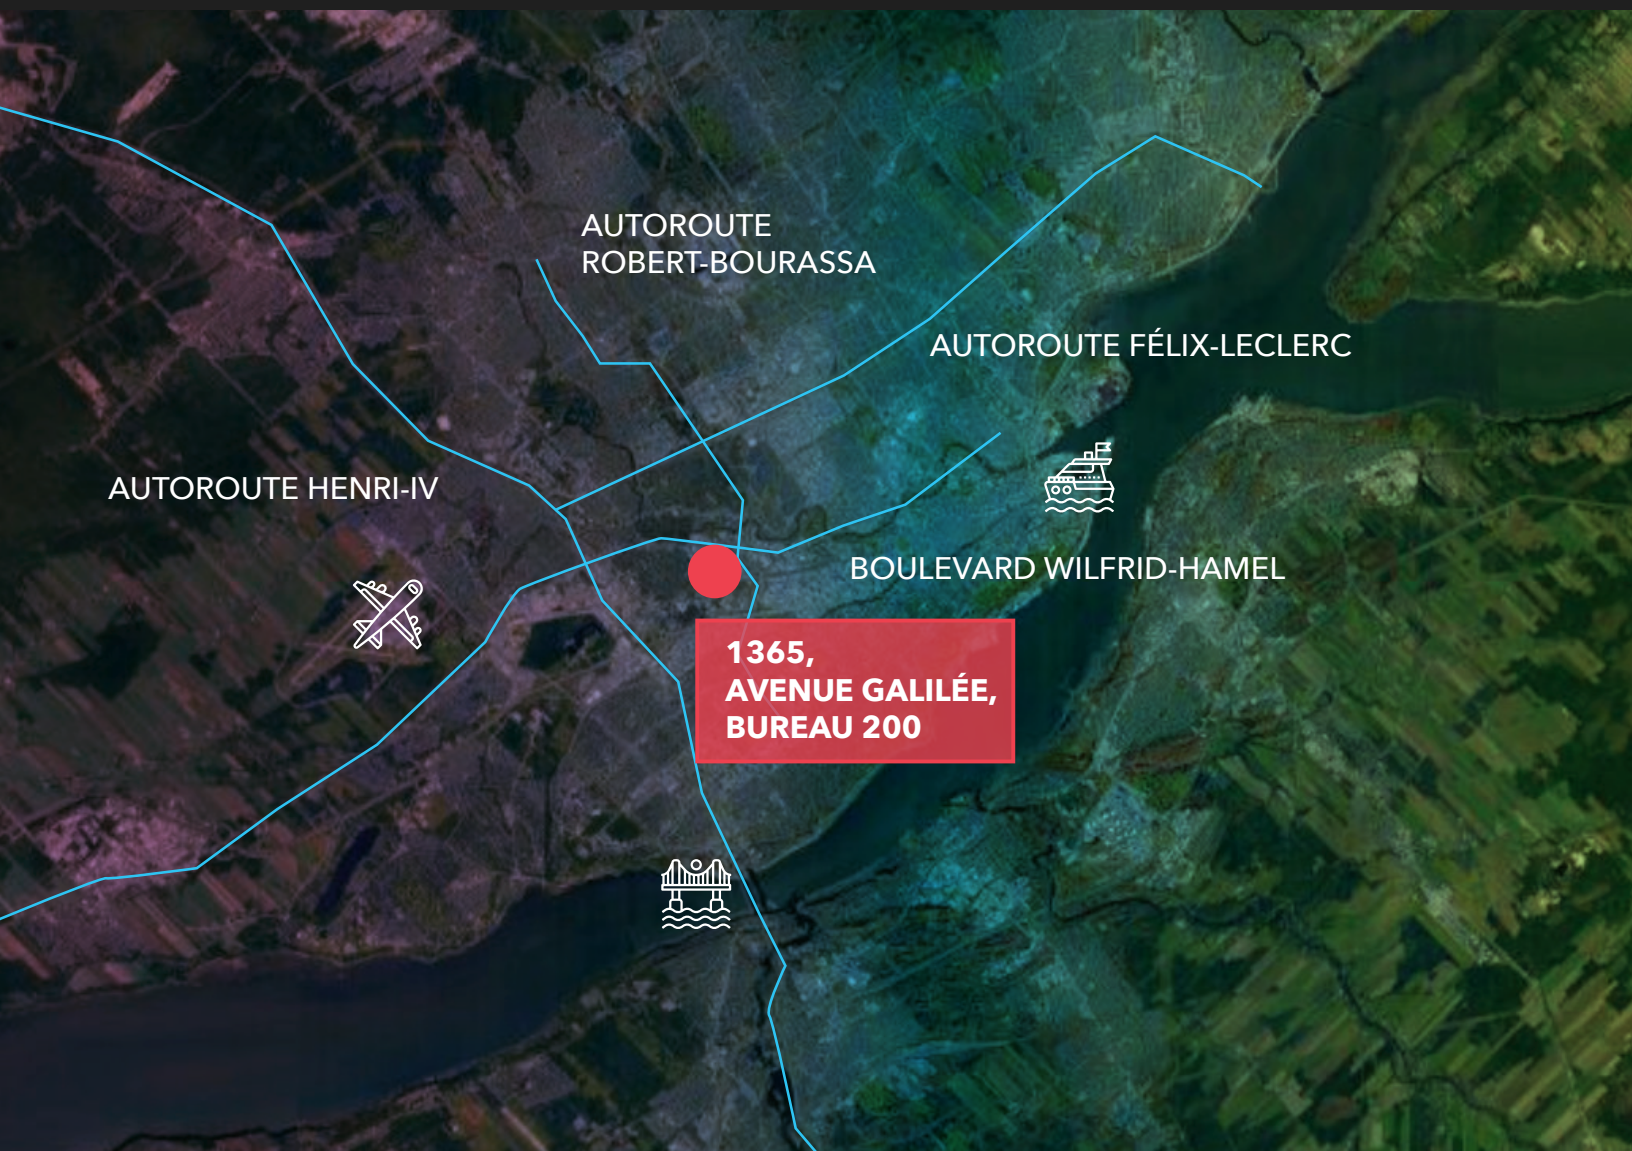 AUTOROUTE
ROBERT-BOURASSA
AUTOROUTE FÉLIX-LECLERC
AUTOROUTE HENRI-IV
BOULEVARD WILFRID-HAMEL
1365,
AVENUE GALILÉE,
BUREAU 200